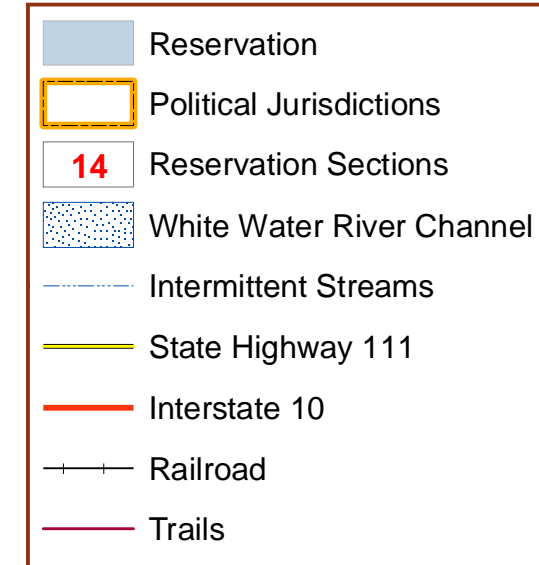 Reservation
Political Jurisdictions
14 Reservation Sections
White Water River Channel
Intermittent Streams
State Highway 111
Interstate 10
Railroad
Trails